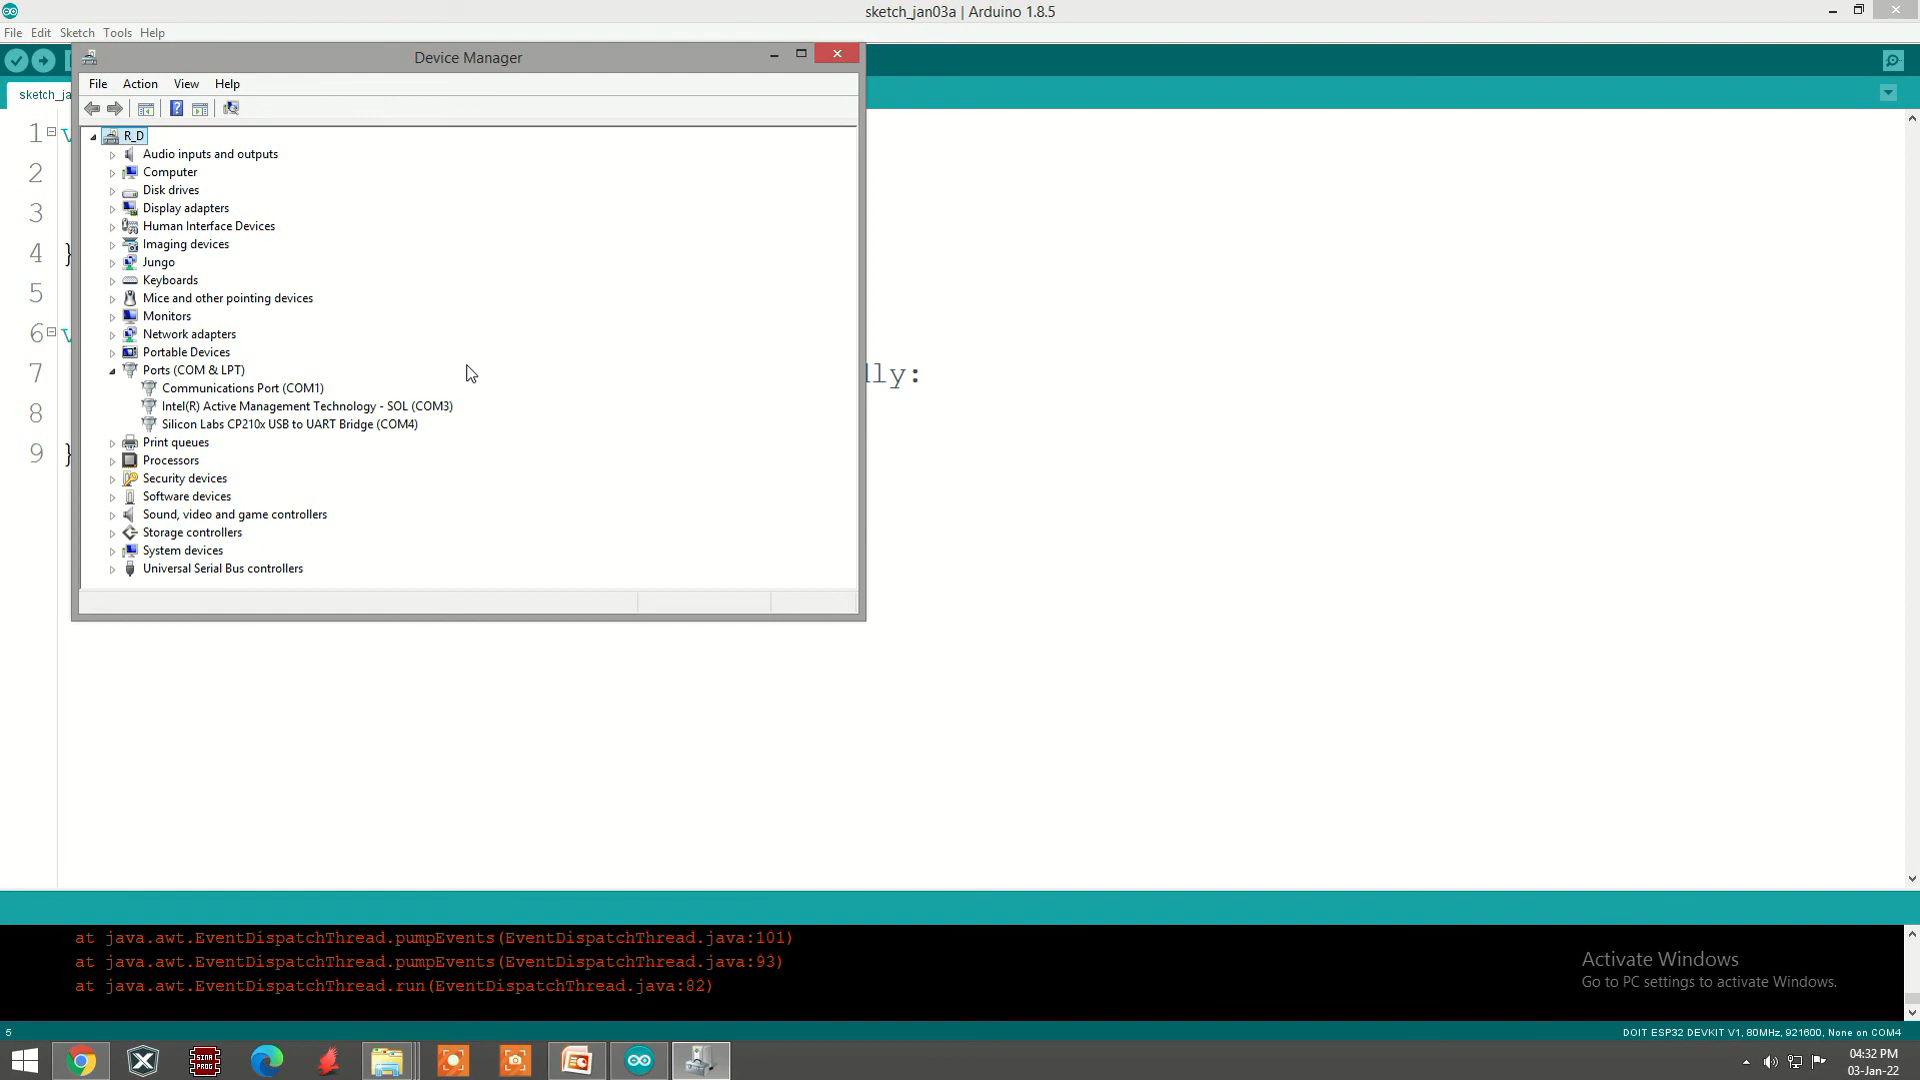 sketch_jan03a | Arduino 1.8.5
File Edit Sketch Tools Help
Device Manager
sketch_ja
File Action View Help
R_D
Audio inputs and outputs
Computer
Disk drives
Display adapters
Human Interface Devices
Imaging devices
Jungo
Keyboards
Mice and other pointing devices
Monitors
Network adapters
Portable Devices
Ports (COM & LPT)
Communications Port (COM1)
Intel(R) Active Management Technology - SOL (COM3)
Silicon Labs CP210x USB to UART Bridge (COM4)
Print queues
Processors
Security devices
Software devices
Sound, video and game controllers
Storage controllers
System devices
Universal Serial Bus controllers
1
2
3
4 }
5
6
7 lly:
8
9 }
at java.awt.EventDispatchThread.pumpEvents(EventDispatchThread.java:101)
at java.awt.EventDispatchThread.pumpEvents(EventDispatchThread.java:93)
at java.awt.EventDispatchThread.run(EventDispatchThread.java:82)
Activate Windows
Go to PC settings to activate Windows.
5
DOIT ESP32 DEVKIT V1, 80MHz, 921600, None on COM4
SINA
PROG
04:32 PM
03-Jan-22